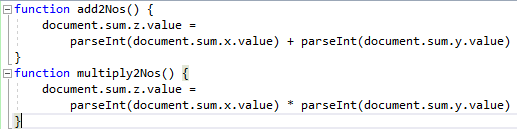 function add2Nos() {
    document.sum.z.value =
        parseInt(document.sum.x.value) + parseInt(document.sum.y.value)
}
function multiply2Nos() {
    document.sum.z.value =
        parseInt(document.sum.x.value) * parseInt(document.sum.y.value)
}